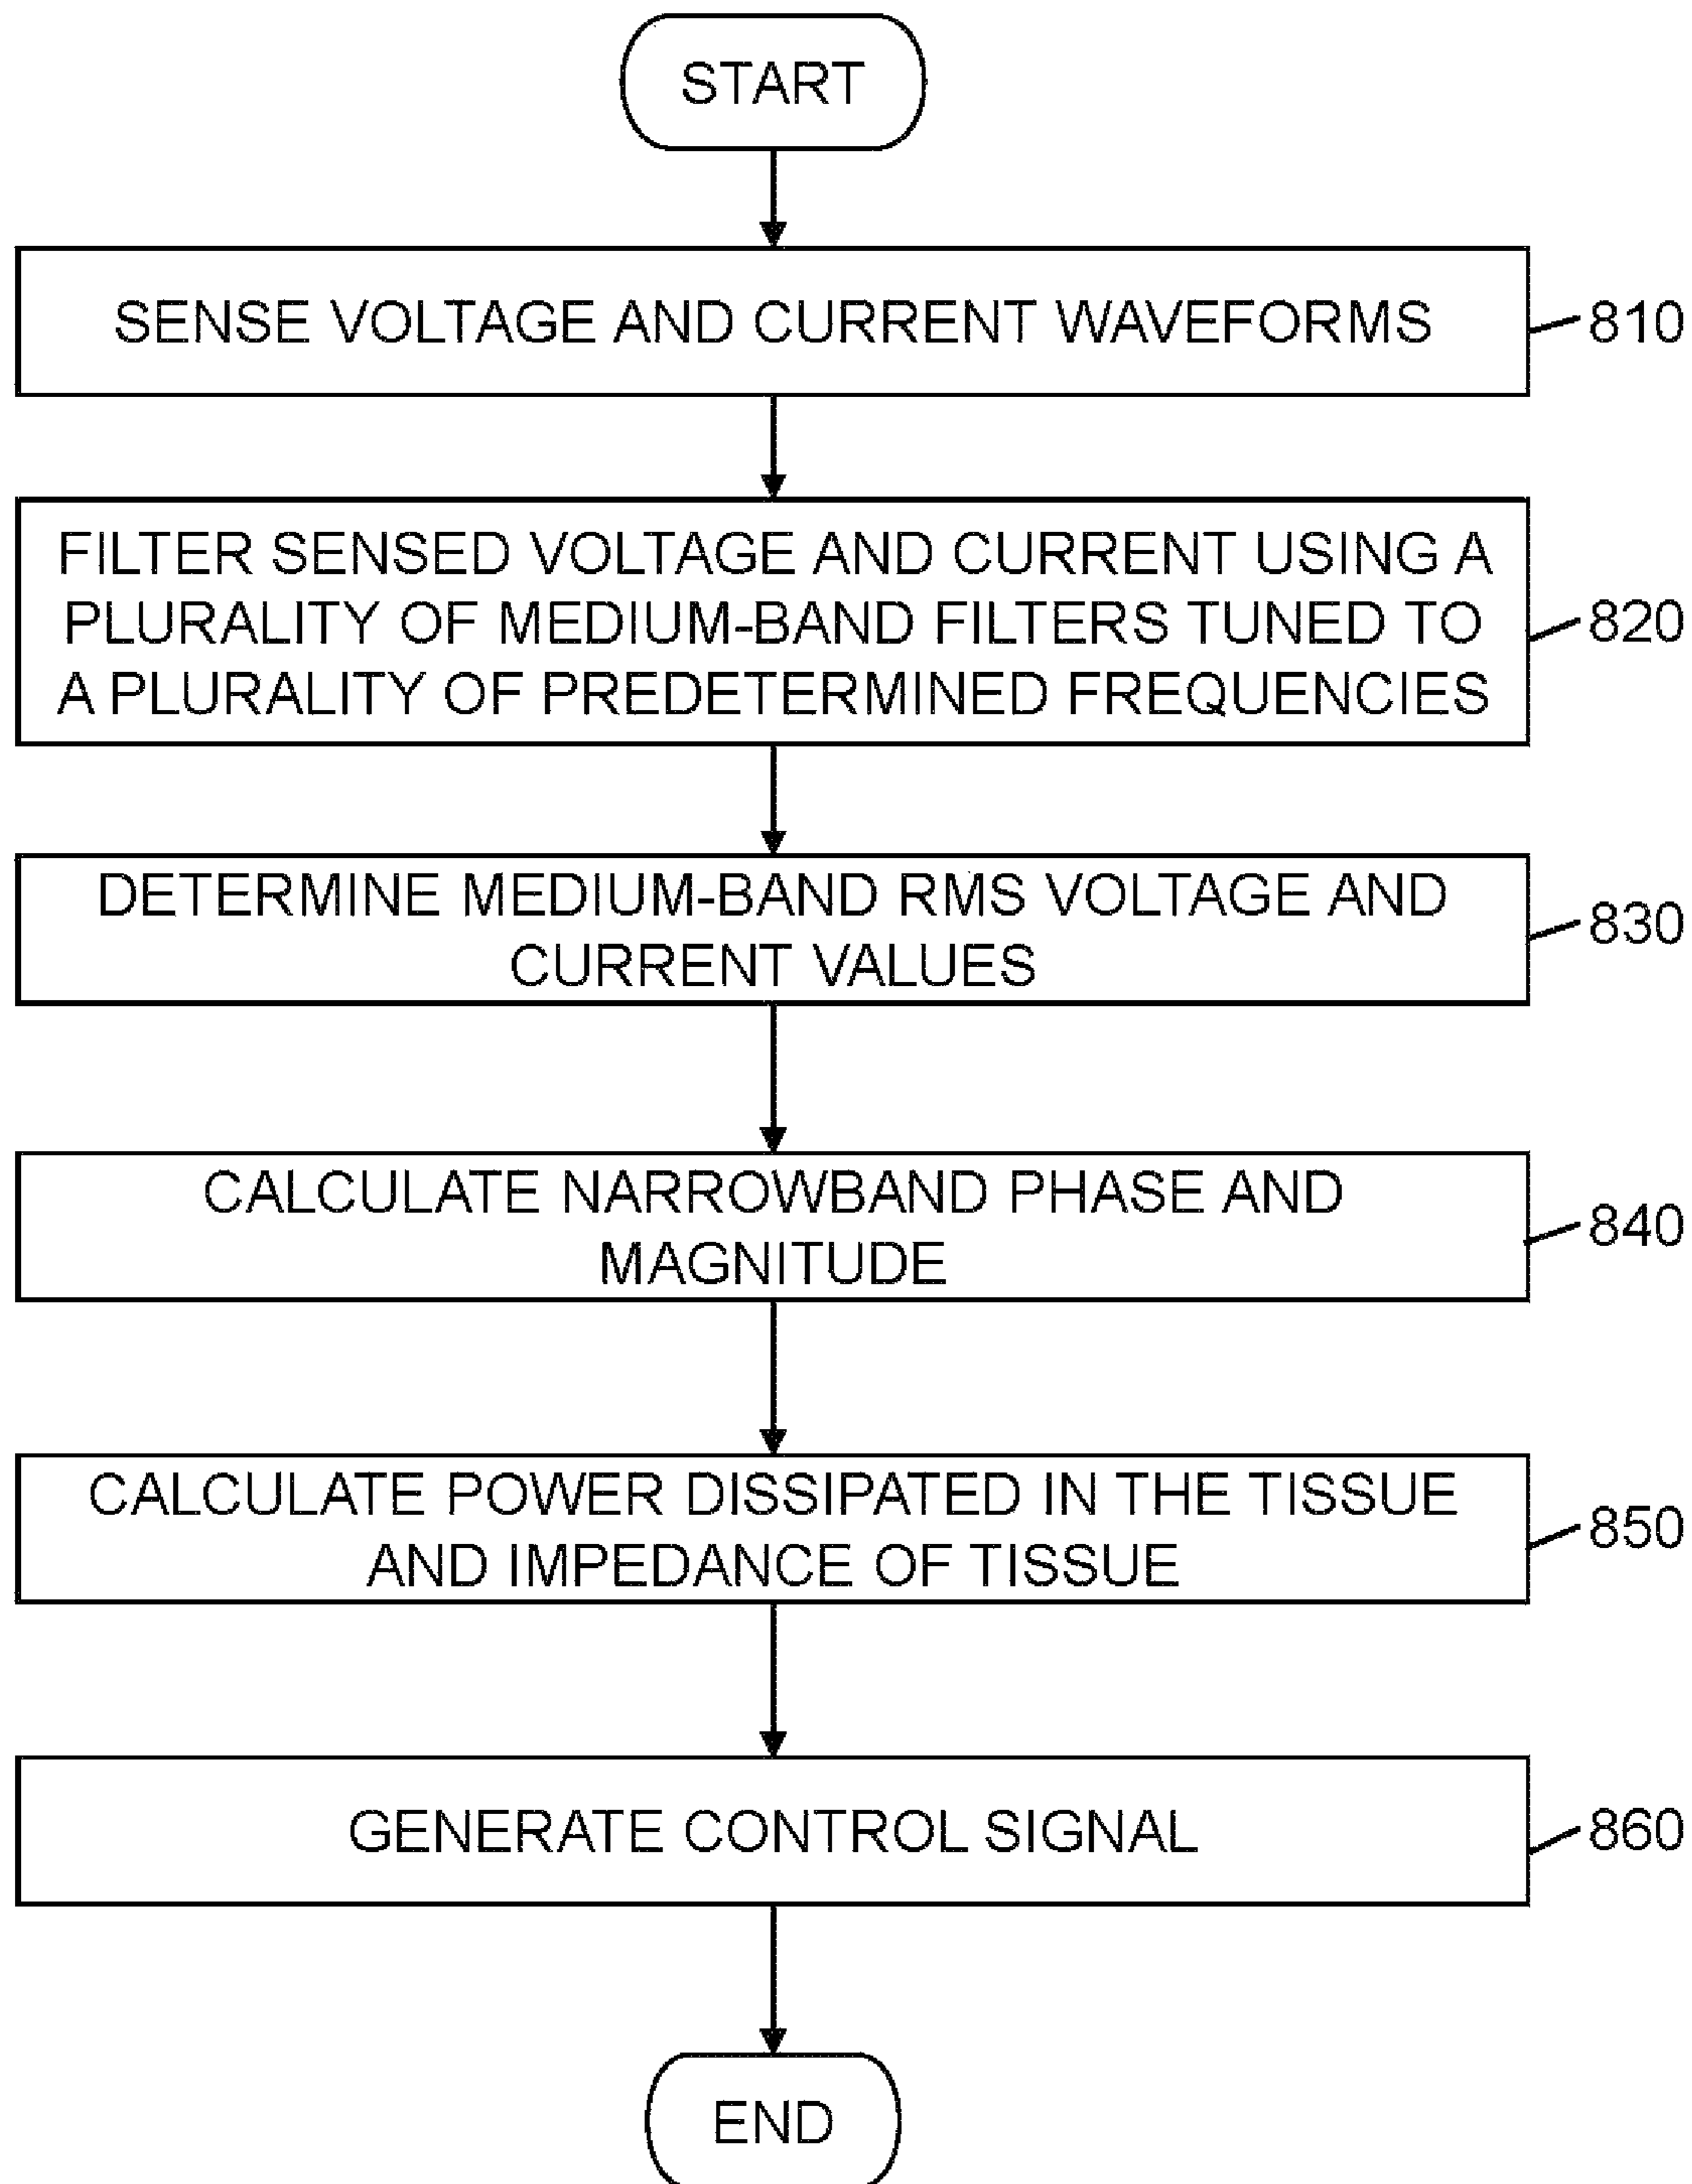 START
SENSE VOLTAGE AND CURRENT WAVEFORMS
810
FILTER SENSED VOLTAGE AND CURRENT USING A
PLURALITY OF MEDIUM-BAND FILTERS TUNED TO
A PLURALITY OF PREDETERMINED FREQUENCIES
820
DETERMINE MEDIUM-BAND RMS VOLTAGE AND
CURRENT VALUES
830
CALCULATE NARROWBAND PHASE AND
MAGNITUDE
840
CALCULATE POWER DISSIPATED IN THE TISSUE
AND IMPEDANCE OF TISSUE
850
GENERATE CONTROL SIGNAL
860
END